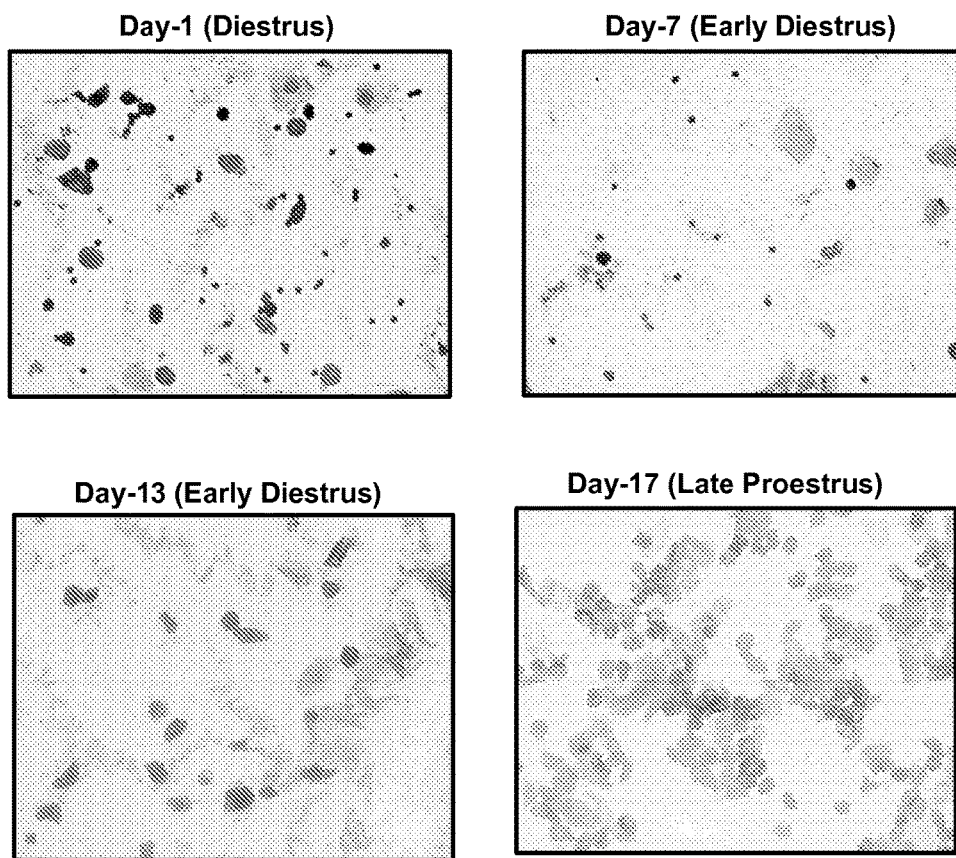 Day-1 (Diestrus)
Day-7 (Early Diestrus)
Day-13 (Early Diestrus)
Day-17 (Late Proestrus)